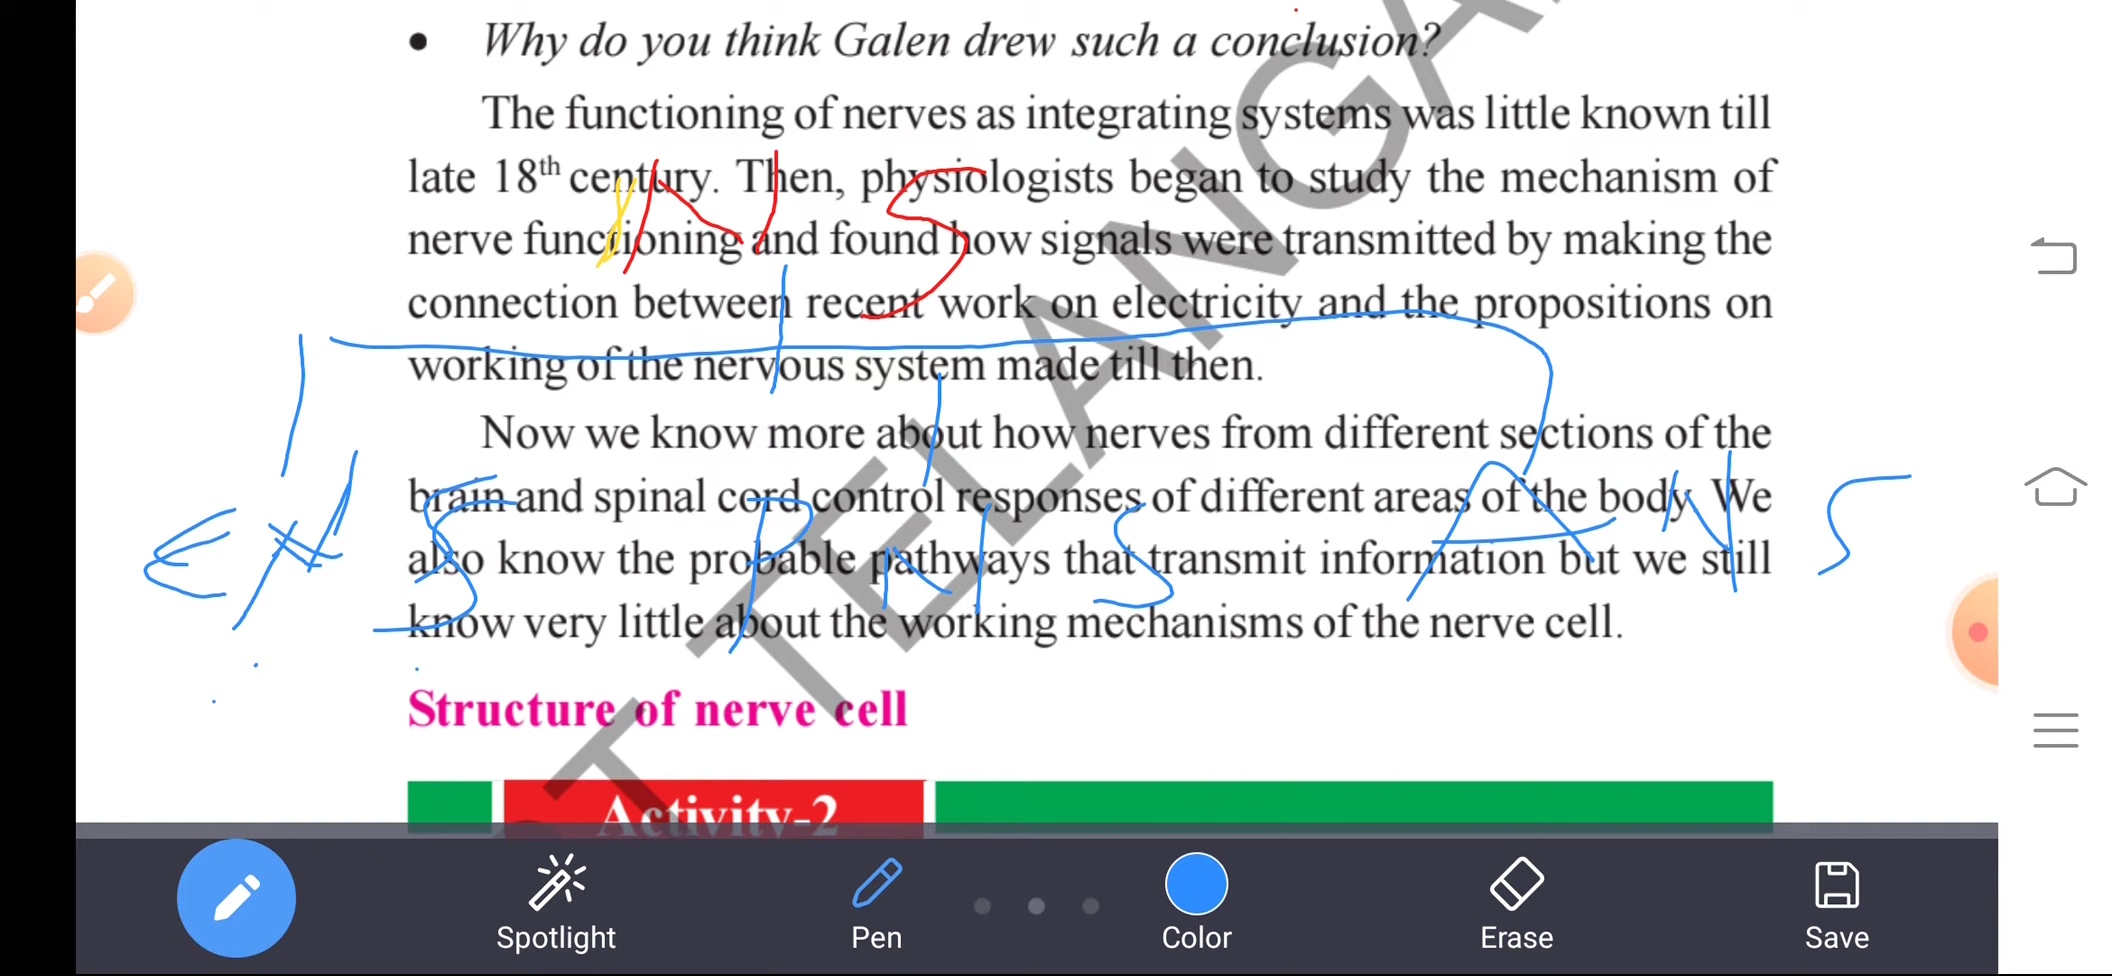 • Why do you think Galen drew such a conclusion?
The functioning of nerves as integrating systems was little known till
late 18th century. Then, physiologists began to study the mechanism of
nerve functioning and found how signals were transmitted by making the
connection between recent work on electricity and the propositions on
working of the nervous system made till then.
Now we know more about how nerves from different sections of the
brain and spinal cord control responses of different areas of the body. We
also know the probable pathways that transmit information but we still
know very little about the working mechanisms of the nerve cell.
NS
PNS
ANS
Structure of nerve cell
Activity-2
T TELANGA
Spotlight
Pen
Color
Erase
Save